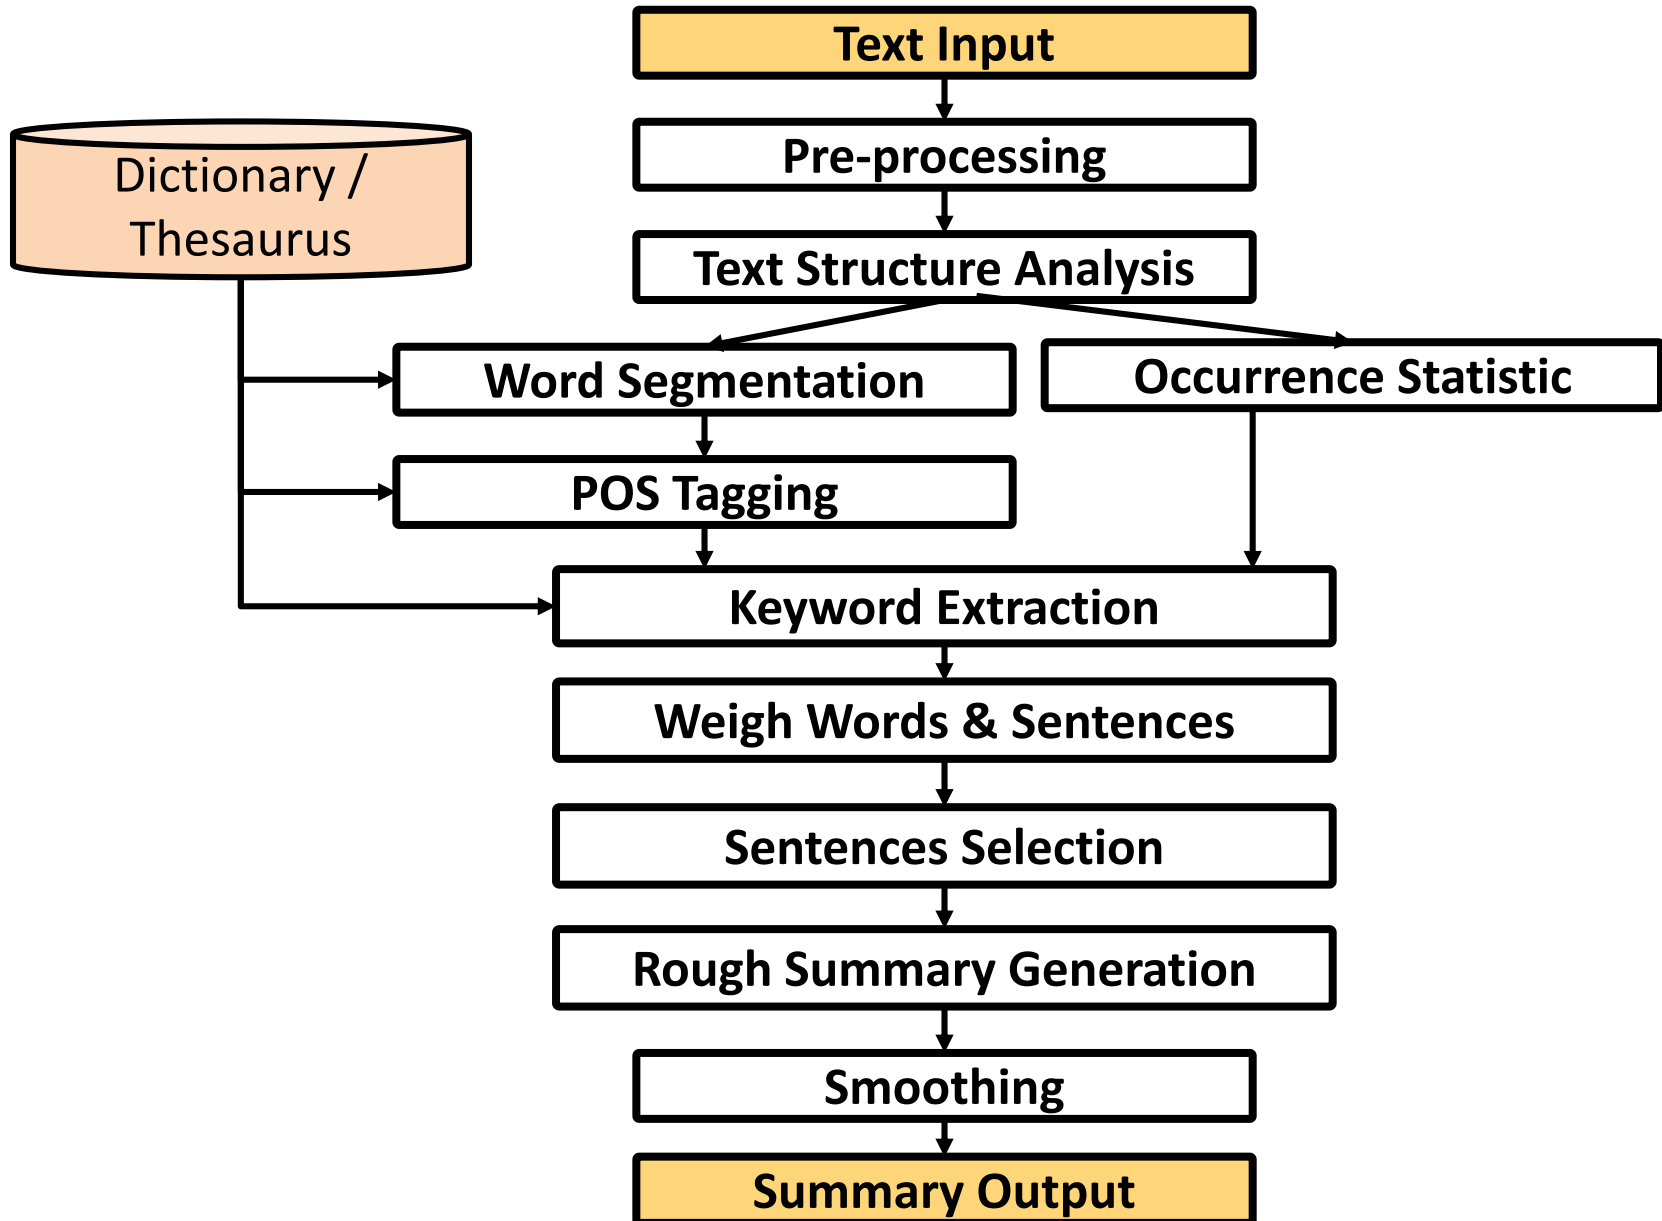 Text Input
Pre-processing
Dictionary /
Thesaurus
Text Structure Analysis
Word Segmentation
Occurrence Statistic
POS Tagging
Keyword Extraction
Weigh Words & Sentences
Sentences Selection
Rough Summary Generation
Smoothing
Summary Output